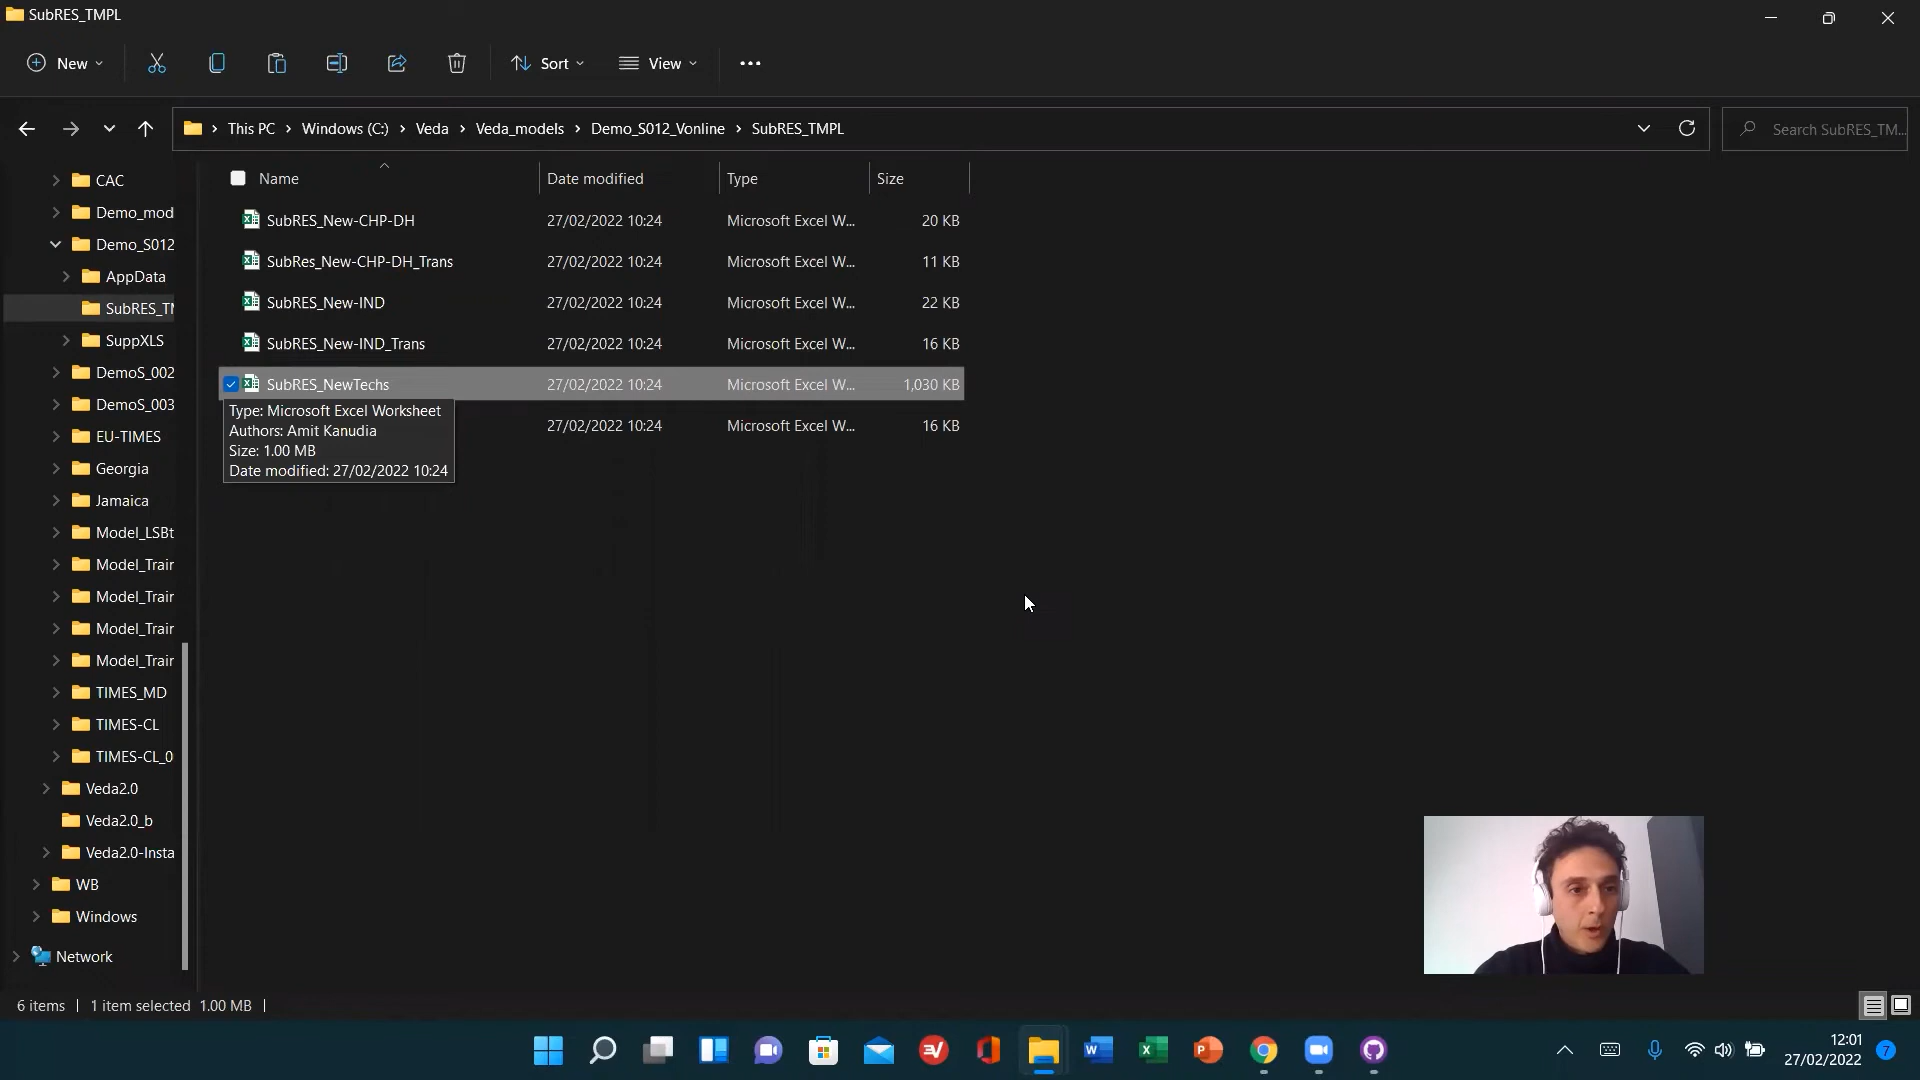 SubRES_TMPL
New
Sort
View
This PC
Windows (C:)
Veda
Veda_models
Demo_S012_Vonline
SubRES_TMPL
Search SubRES_TM...
CAC
Demo_mod
Demo_S012
AppData
SubRES_TM
SuppXLS
DemoS_002
DemoS_003
EU-TIMES
Georgia
Jamaica
Model_LSBt
Model_Trair
Model_Trair
Model_Trair
Model_Trair
TIMES_MD
TIMES-CL
TIMES-CL_0
Veda2.0
Veda2.0_b
Veda2.0-Insta
WB
Windows
Network
Name Date modified Type Size
SubRES_New-CHP-DH 27/02/2022 10:24 Microsoft Excel W... 20 KB
SubRes_New-CHP-DH_Trans 27/02/2022 10:24 Microsoft Excel W... 11 KB
SubRES_New-IND 27/02/2022 10:24 Microsoft Excel W... 22 KB
SubRES_New-IND_Trans 27/02/2022 10:24 Microsoft Excel W... 16 KB
SubRES_NewTechs 27/02/2022 10:24 Microsoft Excel W... 1,030 KB
27/02/2022 10:24 Microsoft Excel W... 16 KB
Type: Microsoft Excel Worksheet
Authors: Amit Kanudia
Size: 1.00 MB
Date modified: 27/02/2022 10:24
6 items 1 item selected 1.00 MB
12:01
27/02/2022
7